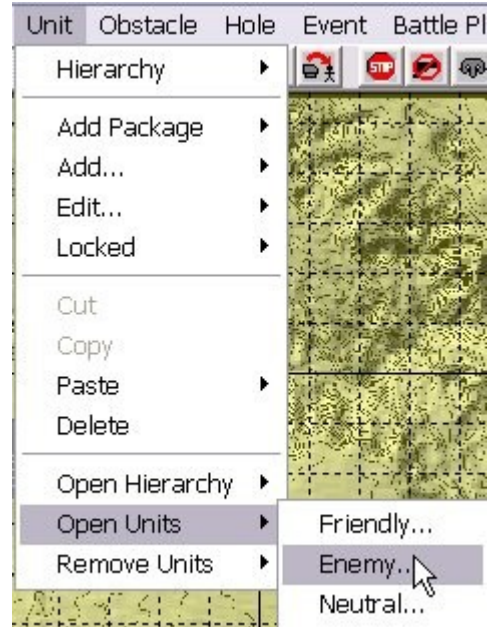 Unit Obstacle Hole Event Battle Pl
STOP
Hierarchy
Add Package
Add...
Edit...
Locked
Cut
Copy
Paste
Delete
Open Hierarchy
Open Units
Remove Units
Friendly...
Enemy...
Neutral...